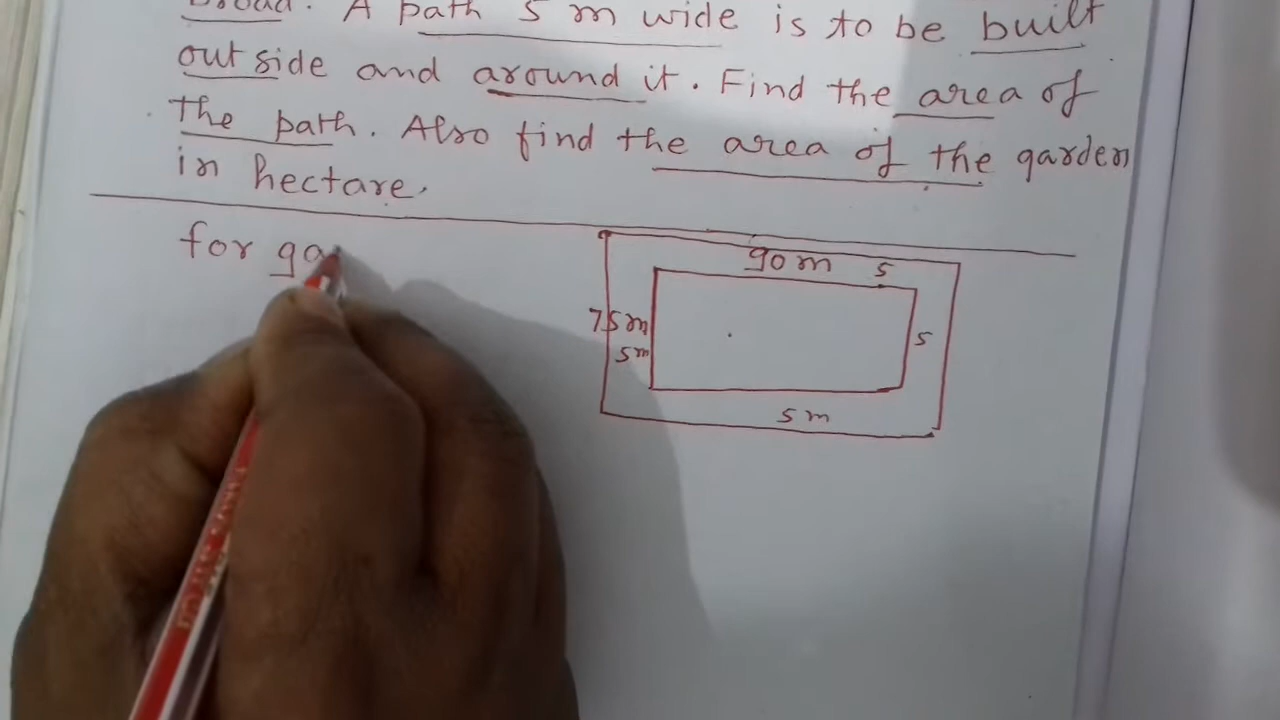 broad. A path 5 m wide is to be built
outside and around it. Find the area of
the path. Also find the area of the garden
in hectare.
for ga
90 m
5
75 m
5
5 m
5 m